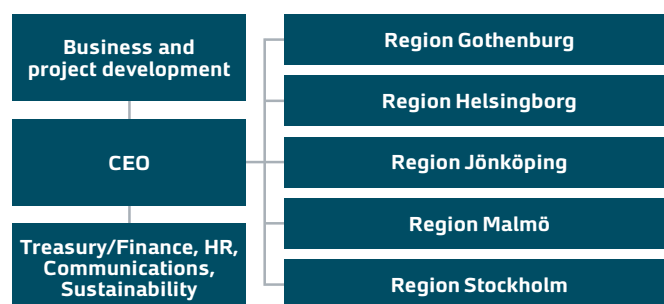 Business and
project development
CEO
Treasury/Finance, HR,
Communications,
Sustainability
Region Gothenburg
Region Helsingborg
Region Jönköping
Region Malmö
Region Stockholm